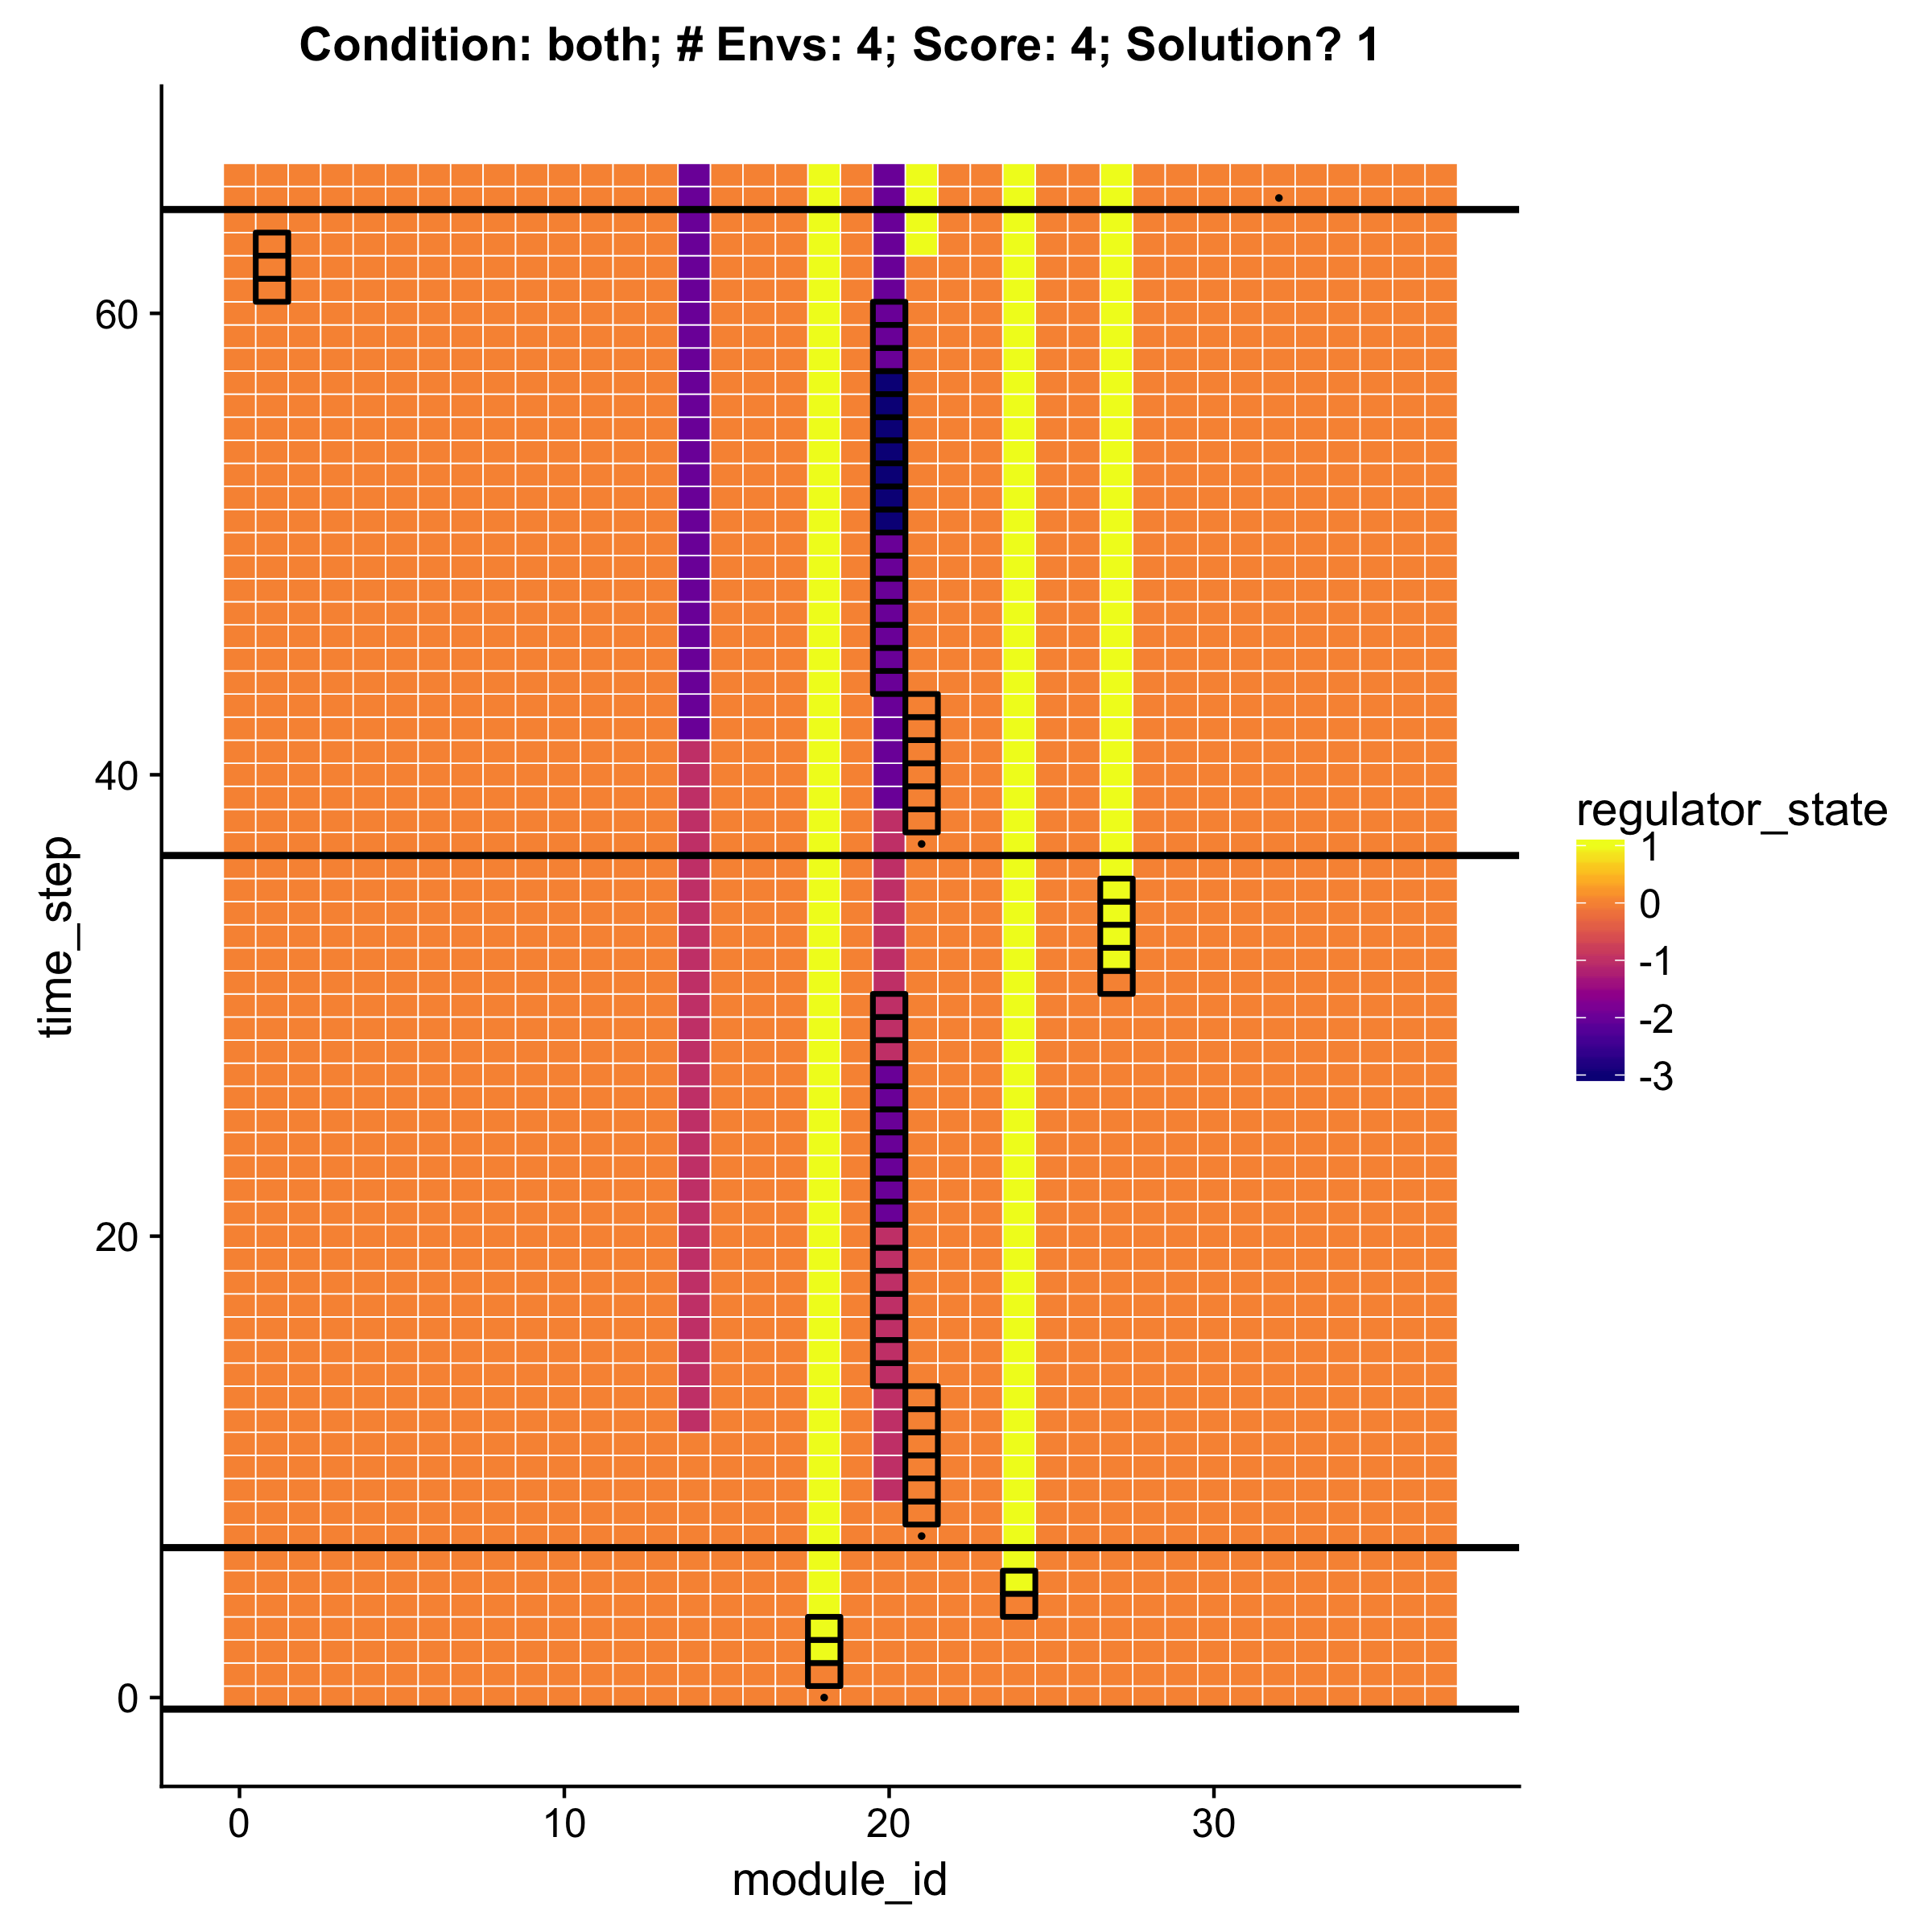 Condition: both; # Envs: 4; Score: 4; Solution? 1
time_step
60
40
20
0
0 10 20 30
module_id
regulator_state
1
0
-1
-2
-3